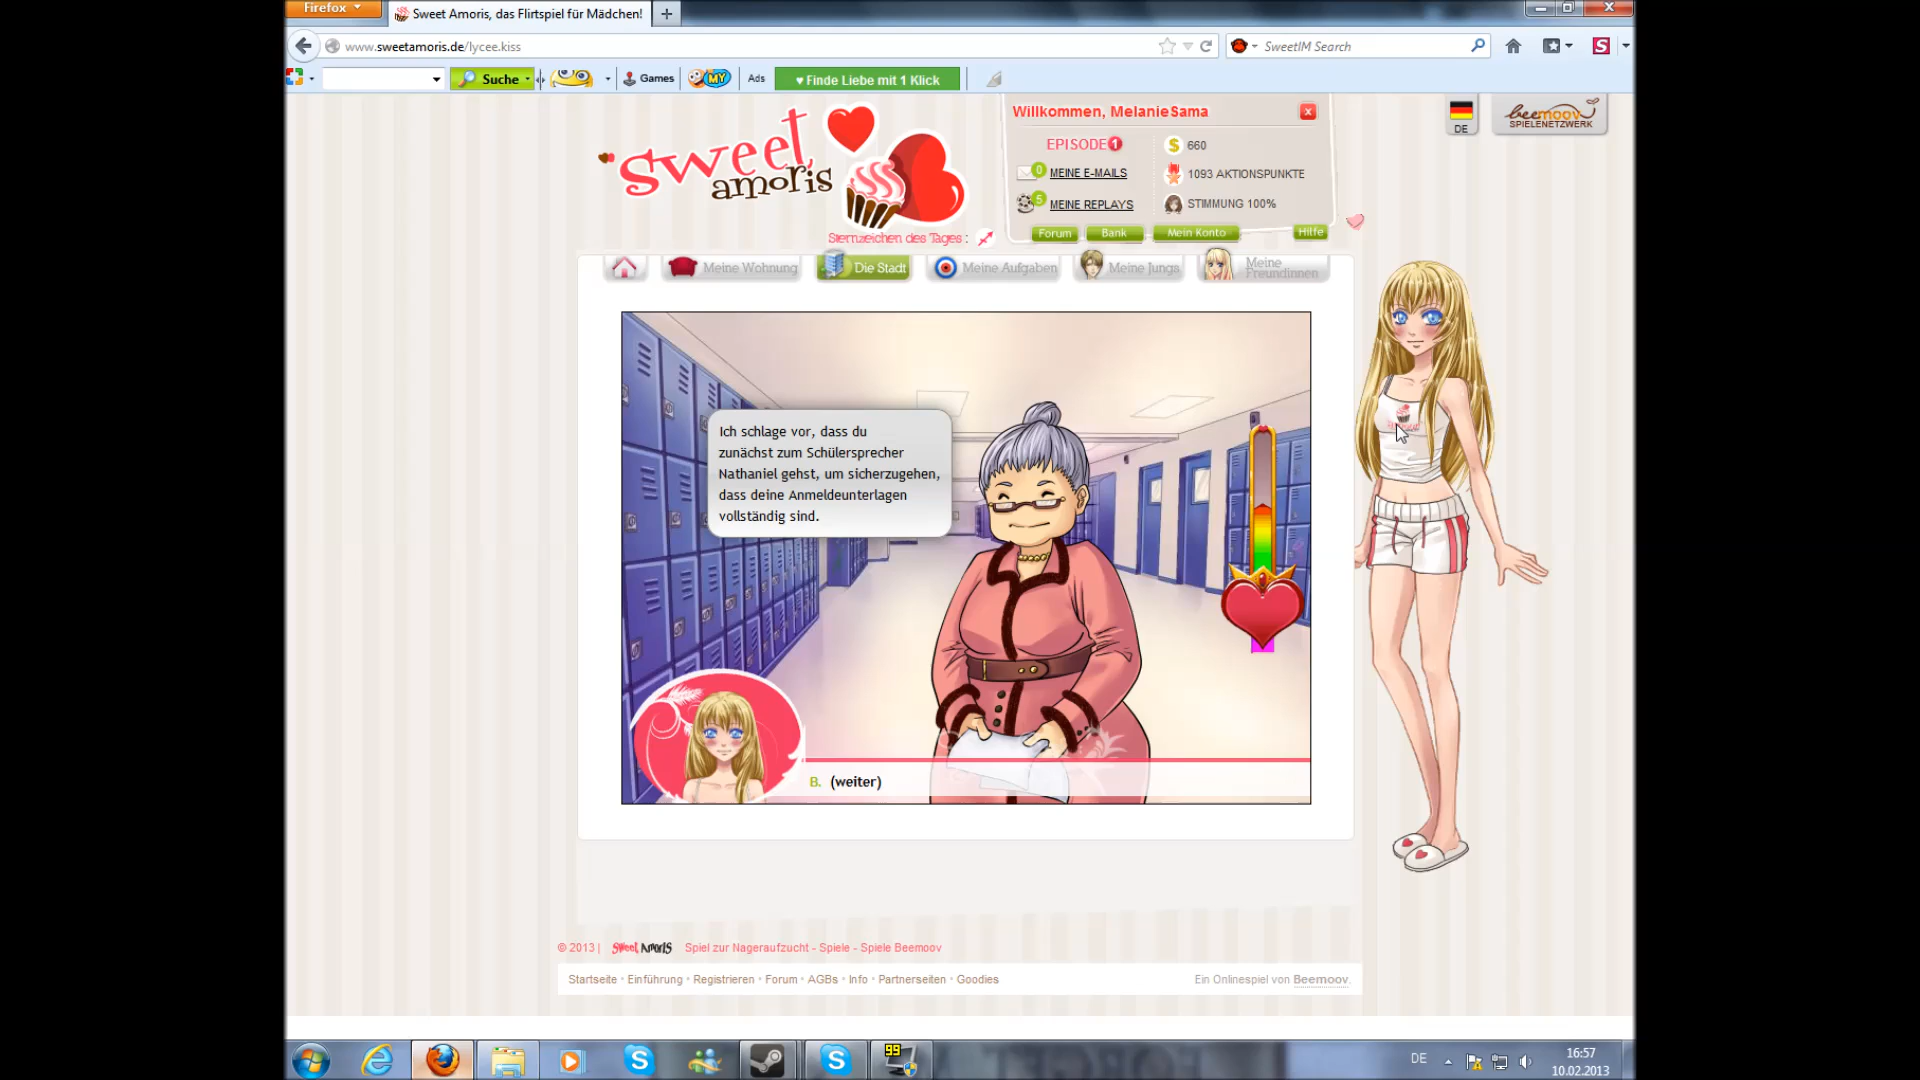 Firefox
Sweet Amoris, das Flirtspiel für Mädchen!
www.sweetamoris.de/lycee.kiss
SweetIM Search
Suche
Games
MY
Ads
♥ Finde Liebe mit 1 Klick
sweet
amoris
Sternzeichen des Tages :
Willkommen, MelanieSama
EPISODE 1
0 MEINE E-MAILS
5 MEINE REPLAYS
$ 660
1093 AKTIONSPUNKTE
STIMMUNG 100%
Forum
Bank
Mein Konto
Hilfe
DE
beemoov
SPIELENETZWERK
Meine Wohnung
Die Stadt
Meine Aufgaben
Meine Jungs
Meine
Freundinnen
Ich schlage vor, dass du
zunächst zum Schülersprecher
Nathaniel gehst, um sicherzugehen,
dass deine Anmeldeunterlagen
vollständig sind.
B. (weiter)
© 2013 | Sweet Amoris Spiel zur Nageraufzucht - Spiele - Spiele Beemoov
Startseite • Einführung • Registrieren • Forum • AGBs • Info • Partnerseiten • Goodies
Ein Onlinespiel von Beemoov.
99
DE
16:57
10.02.2013